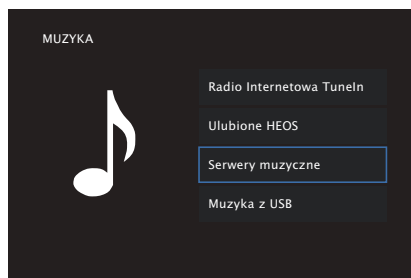 MUZYKA
Radio Internetowa TuneIn
Ulubione HEOS
Serwery muzyczne
Muzyka z USB